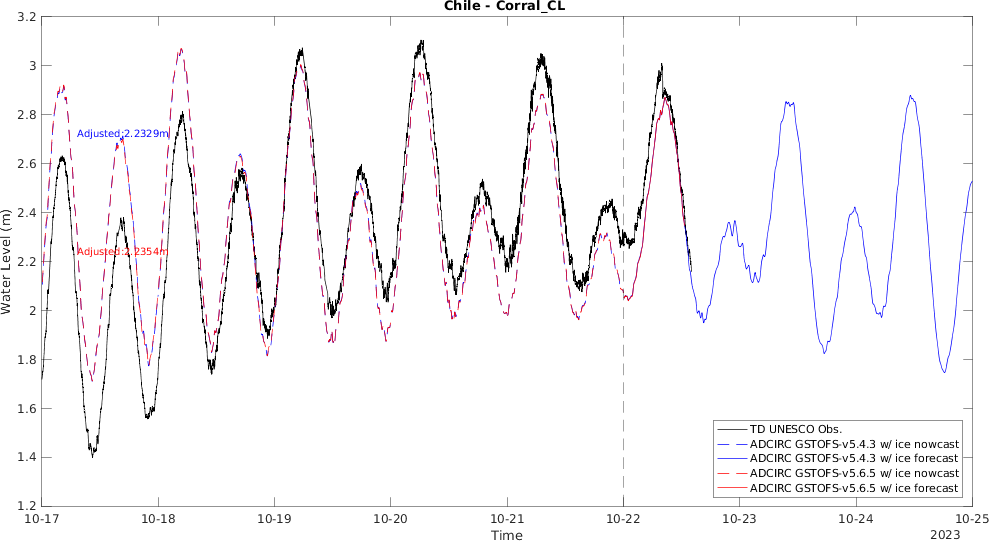 Chile - Corral_CL
3.2
3
2.8
2.6
2.4
2.2
2
1.8
1.6
1.4
1.2
Water Level (m)
Adjusted:2.2329m
Adjusted:2.2354m
TD UNESCO Obs.
ADCIRC GSTOFS-v5.4.3 w/ ice nowcast
ADCIRC GSTOFS-v5.4.3 w/ ice forecast
ADCIRC GSTOFS-v5.6.5 w/ ice nowcast
ADCIRC GSTOFS-v5.6.5 w/ ice forecast
10-17 10-18 10-19 10-20 10-21 10-22 10-23 10-24 10-25
Time
2023